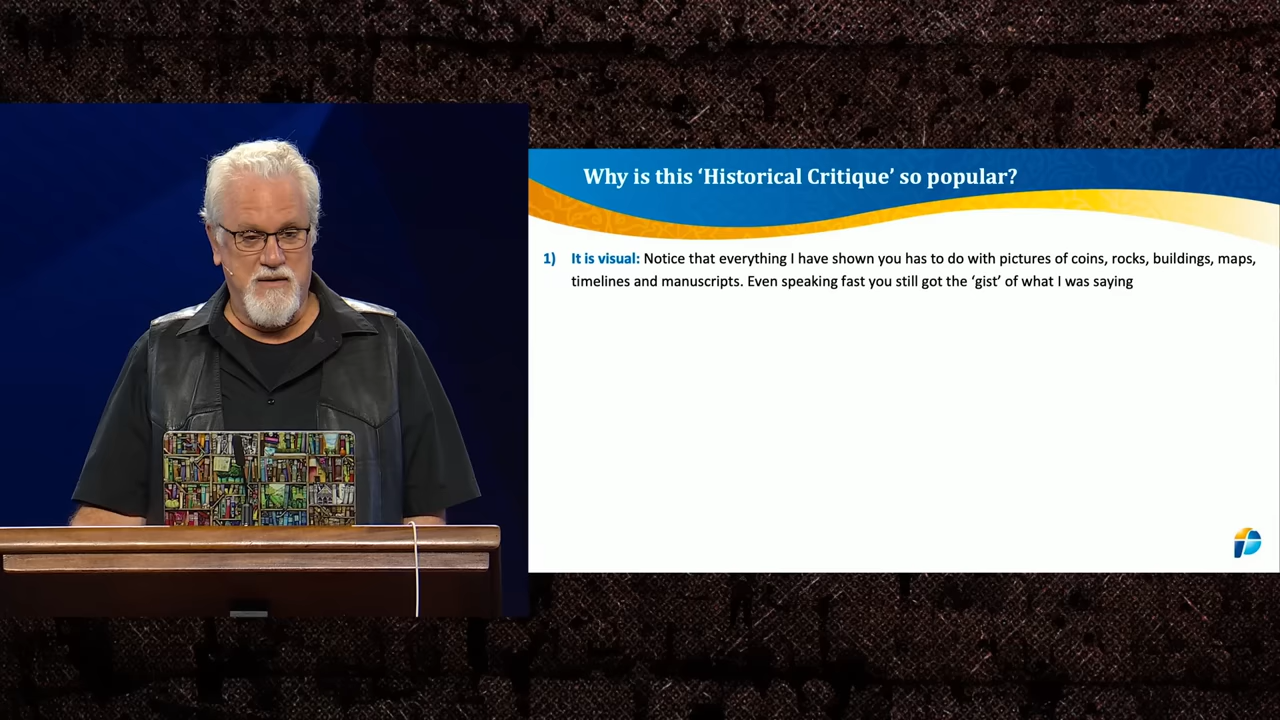 Why is this ‘Historical Critique’ so popular?
1) It is visual: Notice that everything I have shown you has to do with pictures of coins, rocks, buildings, maps,
timelines and manuscripts. Even speaking fast you still got the ‘gist’ of what I was saying